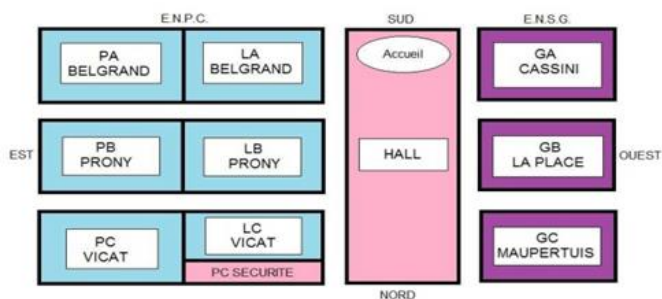 E.N.P.C.
SUD
E.N.S.G.
PA
BELGRAND
LA
BELGRAND
Accueil
GA
CASSINI
EST
PB
PRONY
LB
PRONY
HALL
GB
LA PLACE
OUEST
PC
VICAT
LC
VICAT
PC SECURITE
GC
MAUPERTUIS
NORD